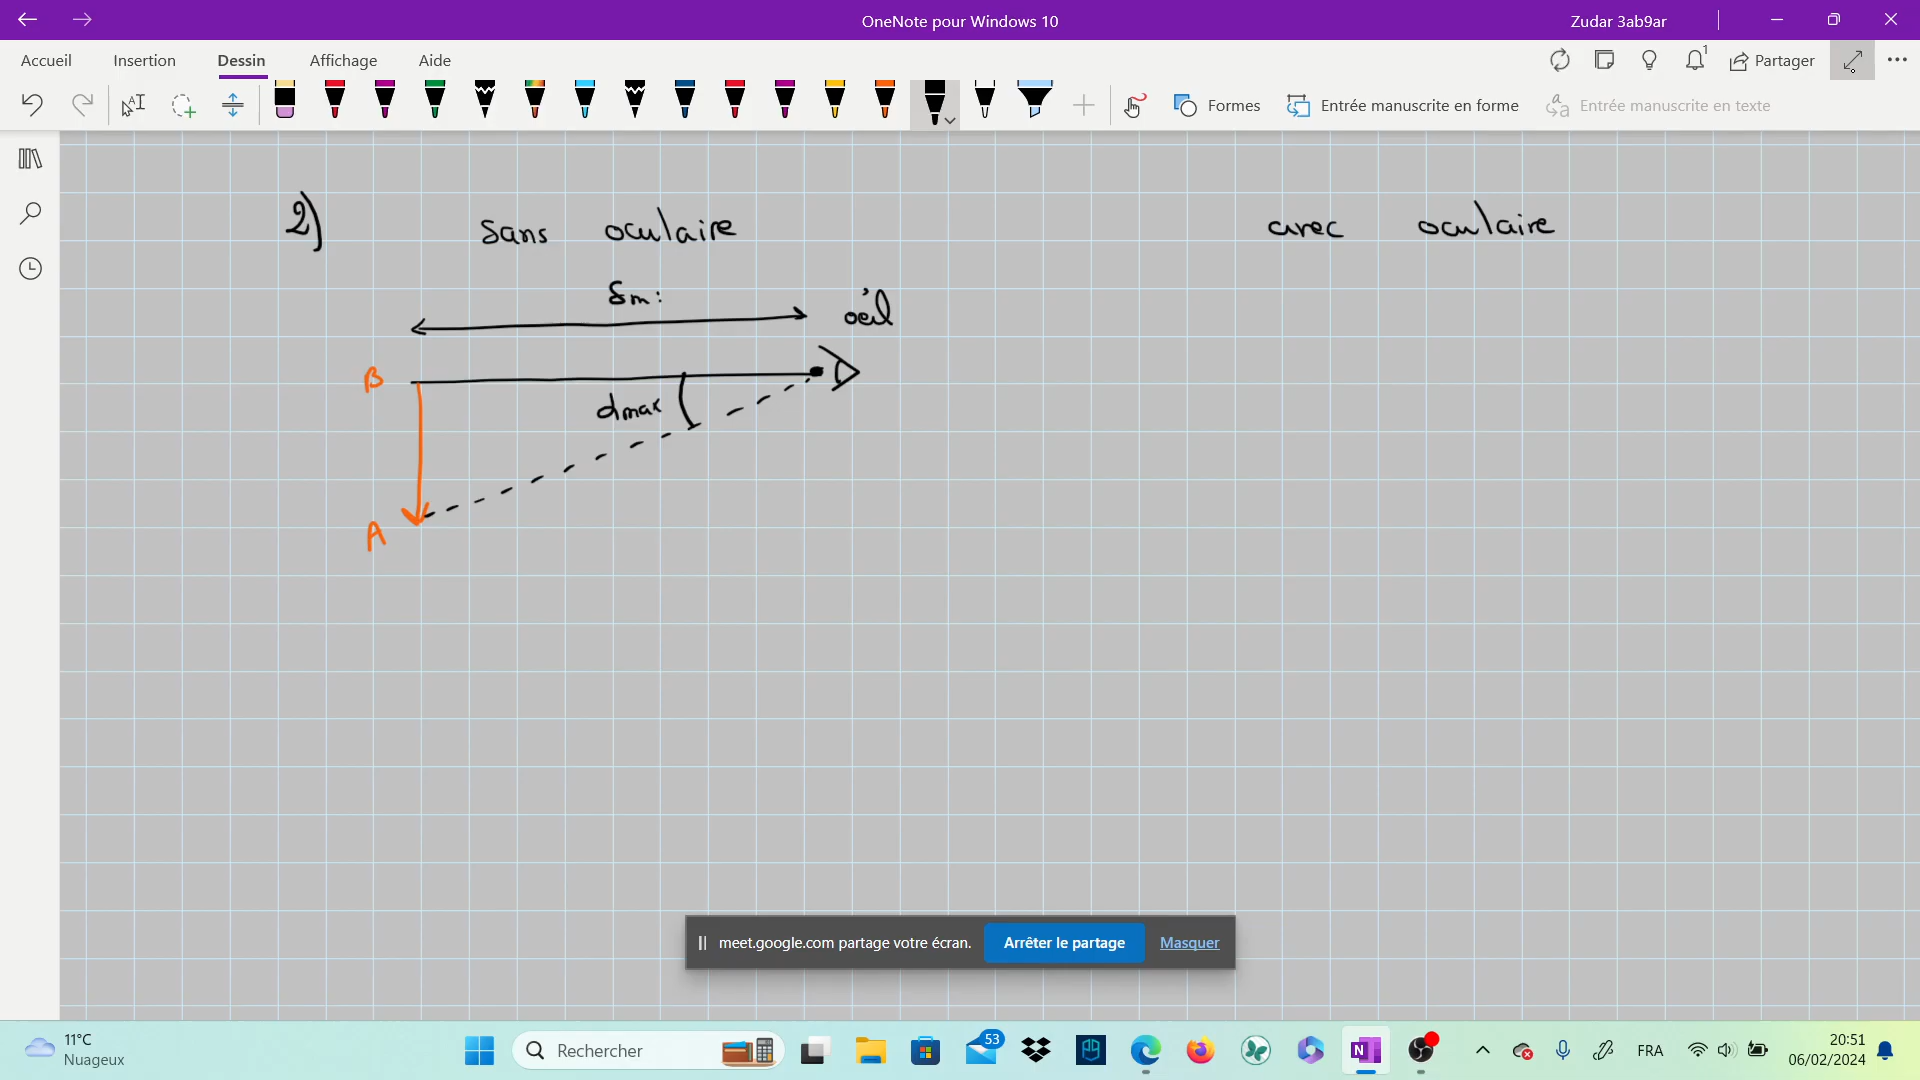 OneNote pour Windows 10
Zudar 3ab9ar
Accueil Insertion Dessin Affichage Aide
1
Partager
Formes Entrée manuscrite en forme Entrée manuscrite en texte
2) sans oculaire avec oculaire
δm:
oeil
B
dmax
A
meet.google.com partage votre écran. Arrêter le partage Masquer
11°C
Nuageux
Rechercher
53
FRA
20:51
06/02/2024